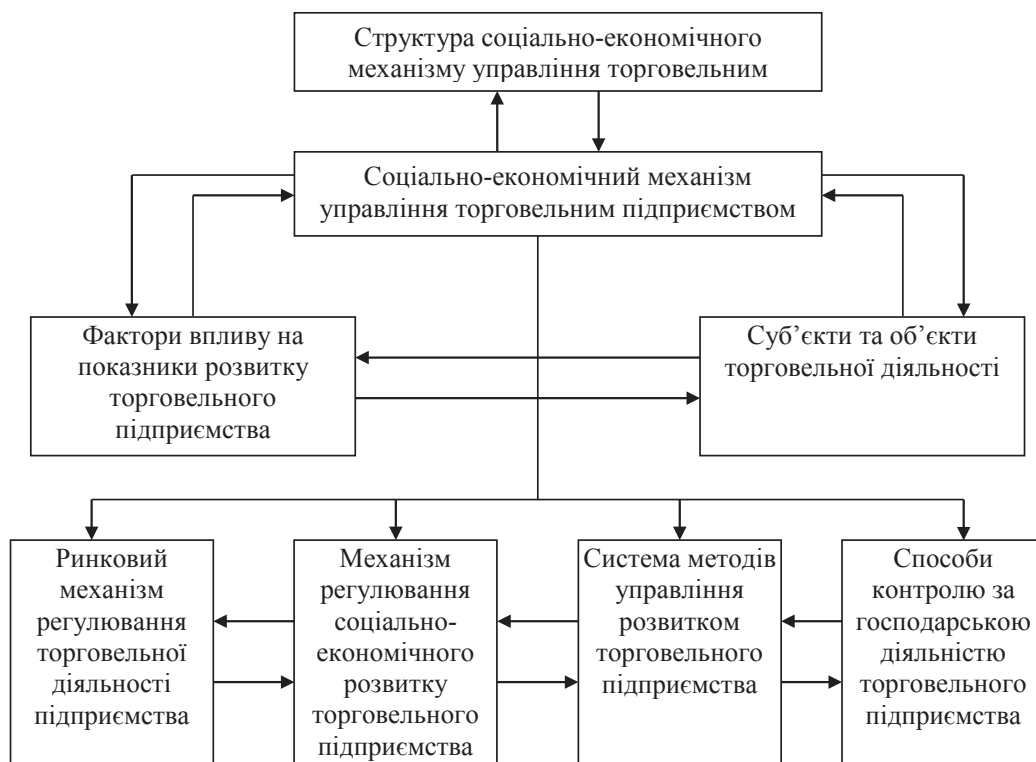 Структура соціально-економічного
механізму управління торговельним
Соціально-економічний механізм
управління торговельним підприємством
Фактори впливу на
показники розвитку
торговельного
підприємства
Суб’єкти та об’єкти
торговельної діяльності
Ринковий
механізм
регулювання
торговельної
діяльності
підприємства
Механізм
регулювання
соціально-
економічного
розвитку
торговельного
підприємства
Система методів
управління
розвитком
торговельного
підприємства
Способи
контролю за
господарською
діяльністю
торговельного
підприємства